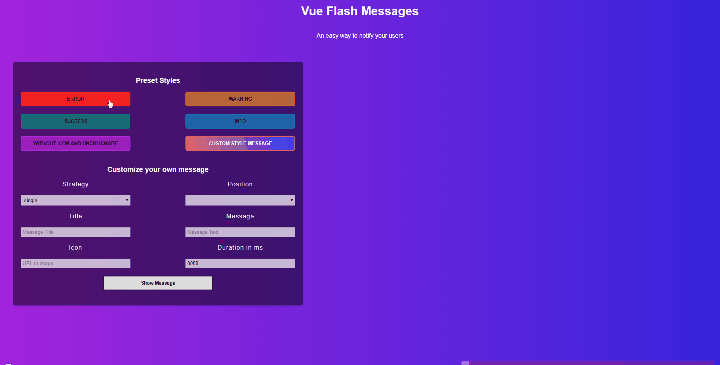 Vue Flash Messages
An easy way to notify your users
Preset Styles
ERROR
WARNING
SUCCESS
INFO
WITHOUT ICON AND UNCLICKABLE
CUSTOM STYLE MESSAGE
Customize your own message
Strategy
Position
single
Title
Message
Message Title
Message Text
Icon
Duration in ms
URL to image
Show Message